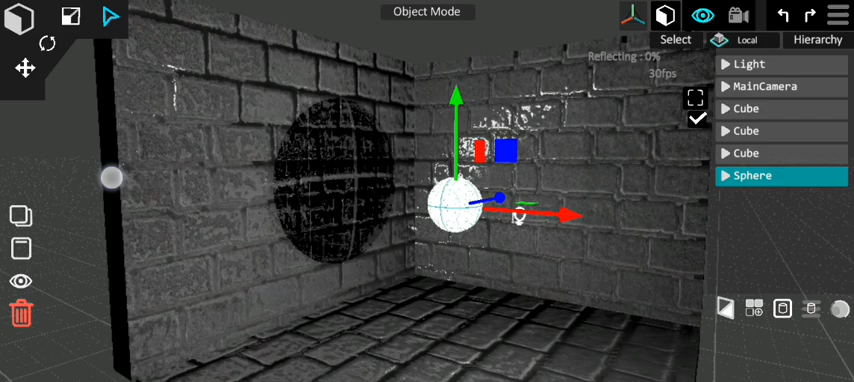 Object Mode
Select
Local
Hierarchy
Reflecting : 0%
30fps
Light
MainCamera
Cube
Cube
Cube
Sphere